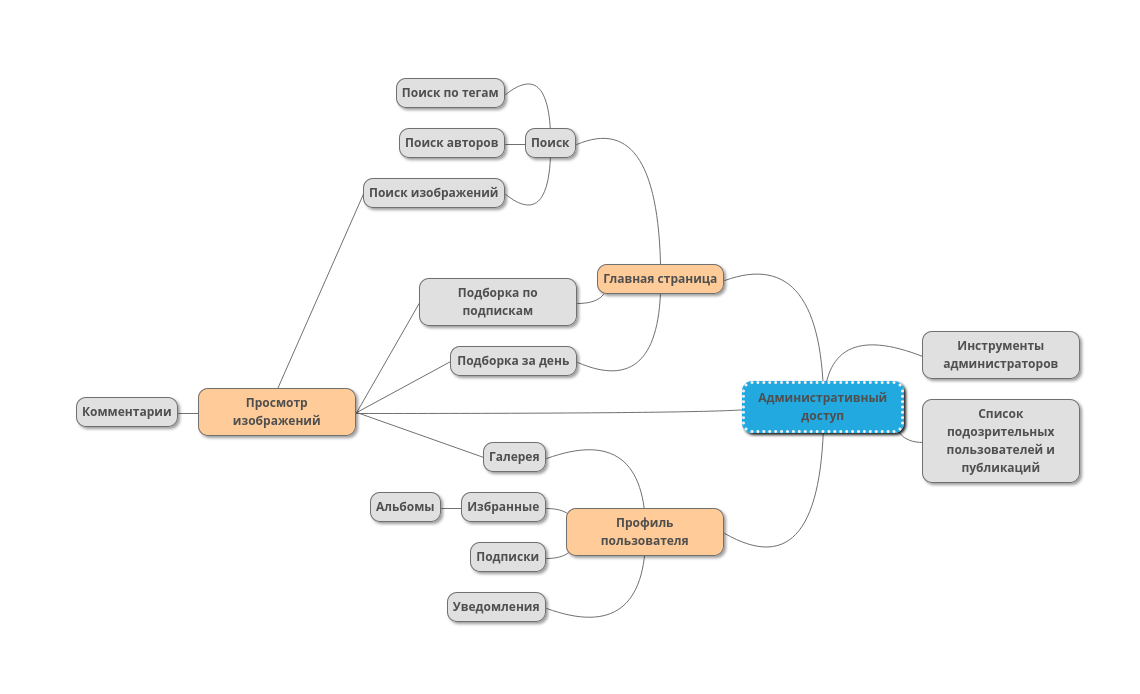 Поиск по тегам
Поиск авторов
Поиск
Поиск изображений
Главная страница
Подборка по
подпискам
Подборка за день
Инструменты
администраторов
Просмотр
изображений
Комментарии
Административный
доступ
Список
подозрительных
пользователей и
публикаций
Галерея
Альбомы
Избранные
Профиль
пользователя
Подписки
Уведомления